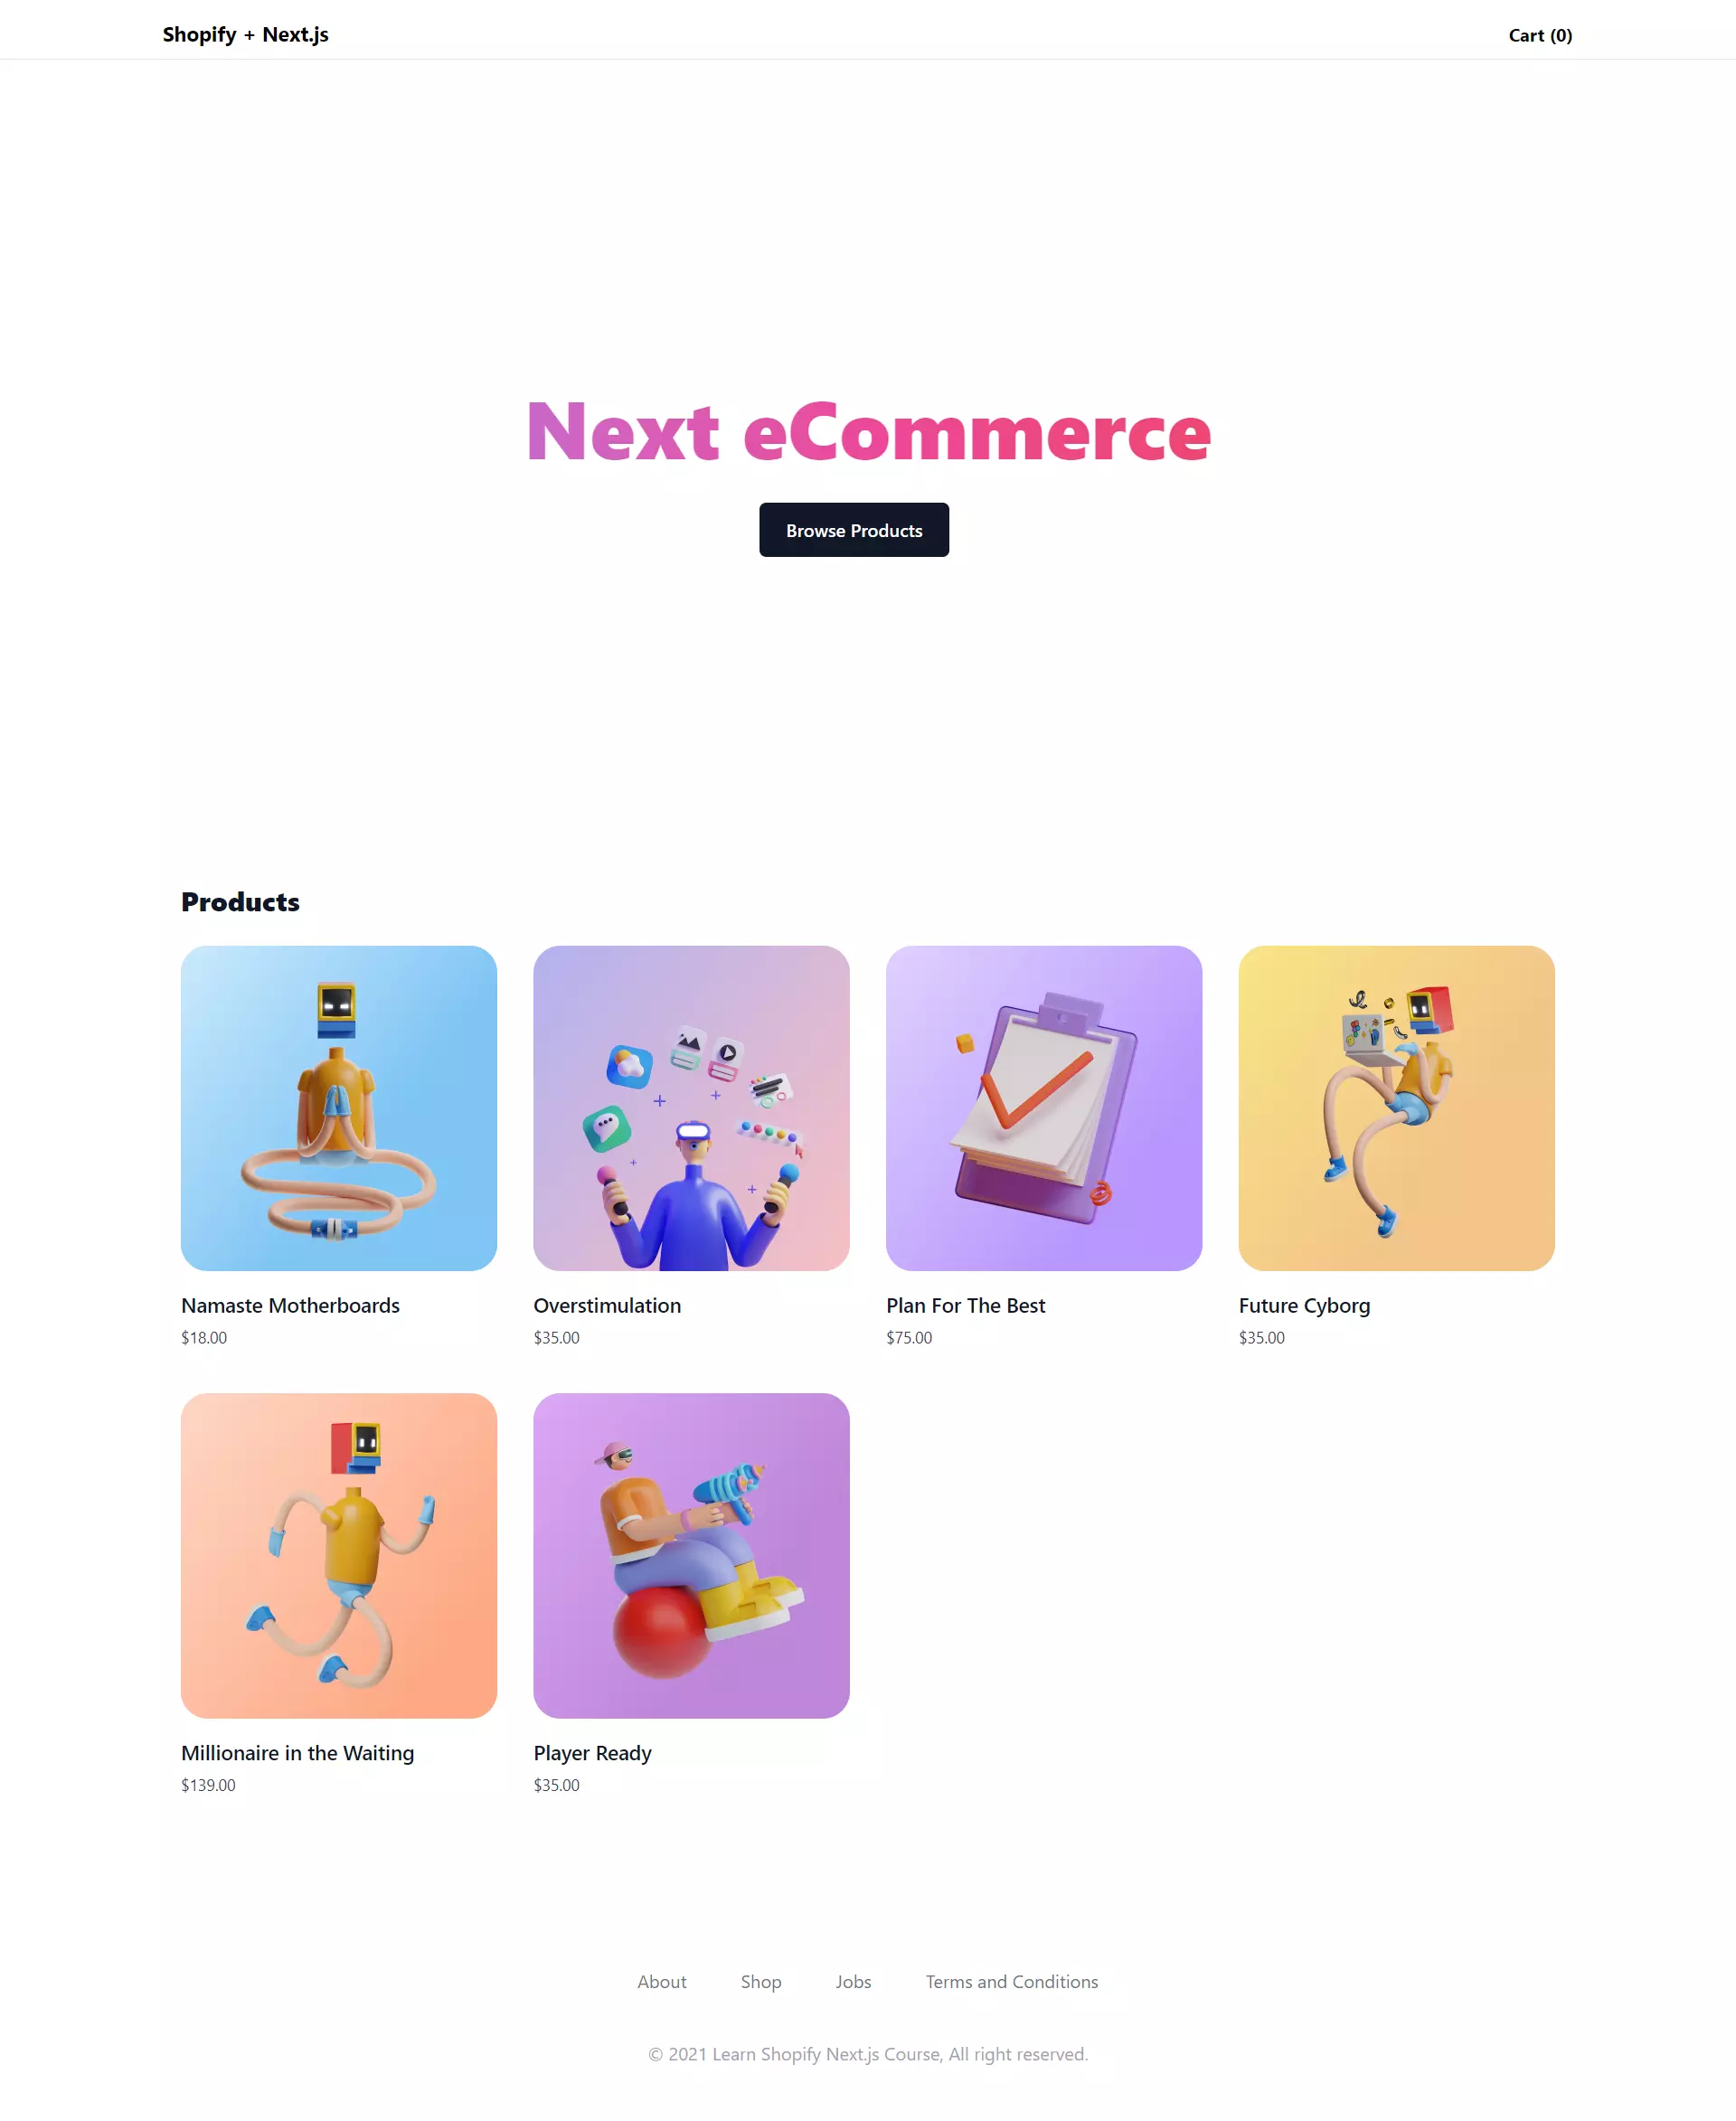 Shopify + Next.js
Cart (0)
Next eCommerce
Browse Products
Products
Namaste Motherboards
$18.00
Overstimulation
$35.00
Plan For The Best
$75.00
Future Cyborg
$35.00
Millionaire in the Waiting
$139.00
Player Ready
$35.00
About
Shop
Jobs
Terms and Conditions
© 2021 Learn Shopify Next.js Course, All right reserved.